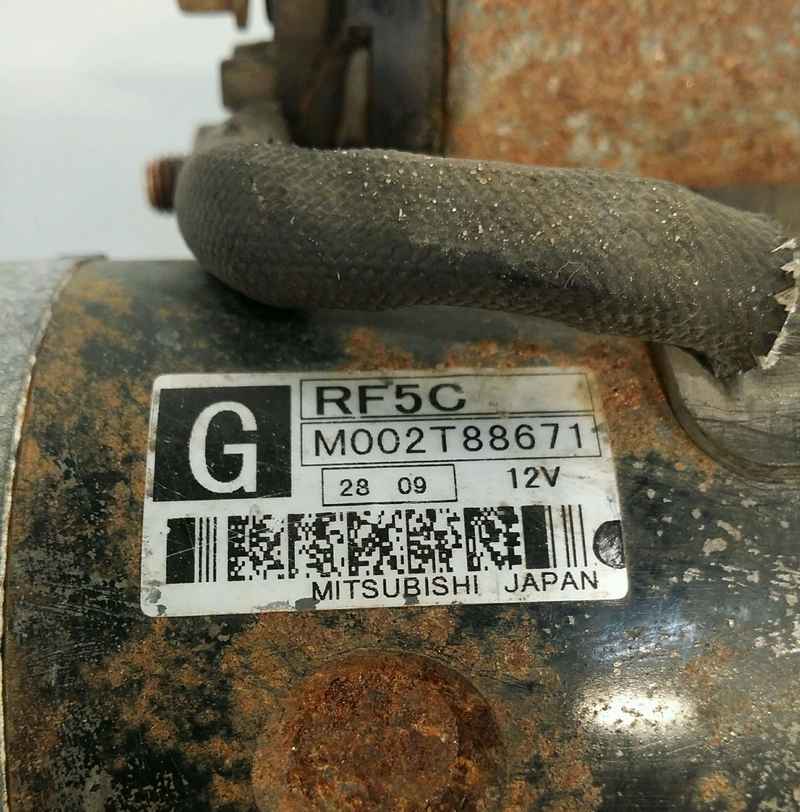 G
RF5C
M002T88671
28 09
12V
MITSUBISHI JAPAN